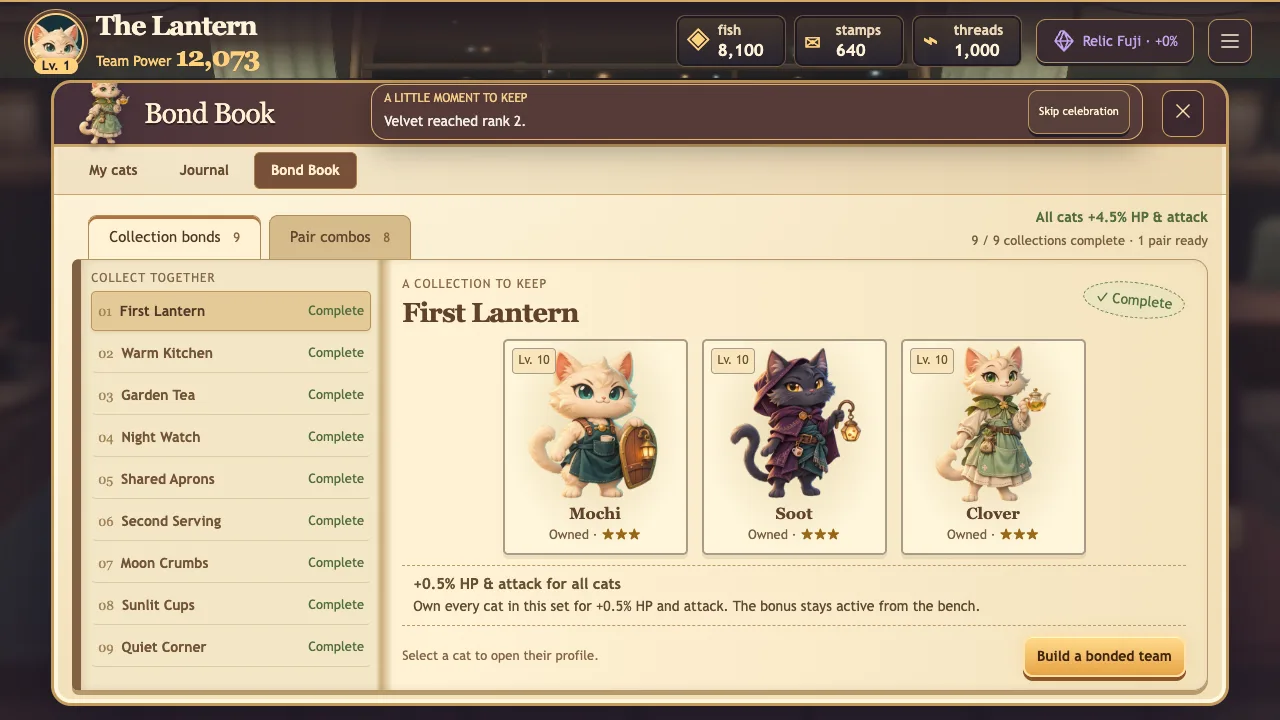 The Lantern
Team Power 12,073
Lv. 1
fish
8,100
stamps
640
threads
1,000
Relic Fuji · +0%
Bond Book
A LITTLE MOMENT TO KEEP
Velvet reached rank 2.
Skip celebration
My cats
Journal
Bond Book
Collection bonds 9
Pair combos 8
All cats +4.5% HP & attack
9 / 9 collections complete · 1 pair ready
COLLECT TOGETHER
01 First Lantern Complete
02 Warm Kitchen Complete
03 Garden Tea Complete
04 Night Watch Complete
05 Shared Aprons Complete
06 Second Serving Complete
07 Moon Crumbs Complete
08 Sunlit Cups Complete
09 Quiet Corner Complete
A COLLECTION TO KEEP
First Lantern
✓ Complete
Lv. 10
Mochi
Owned · ★★★
Lv. 10
Soot
Owned · ★★★
Lv. 10
Clover
Owned · ★★★
+0.5% HP & attack for all cats
Own every cat in this set for +0.5% HP and attack. The bonus stays active from the bench.
Select a cat to open their profile.
Build a bonded team